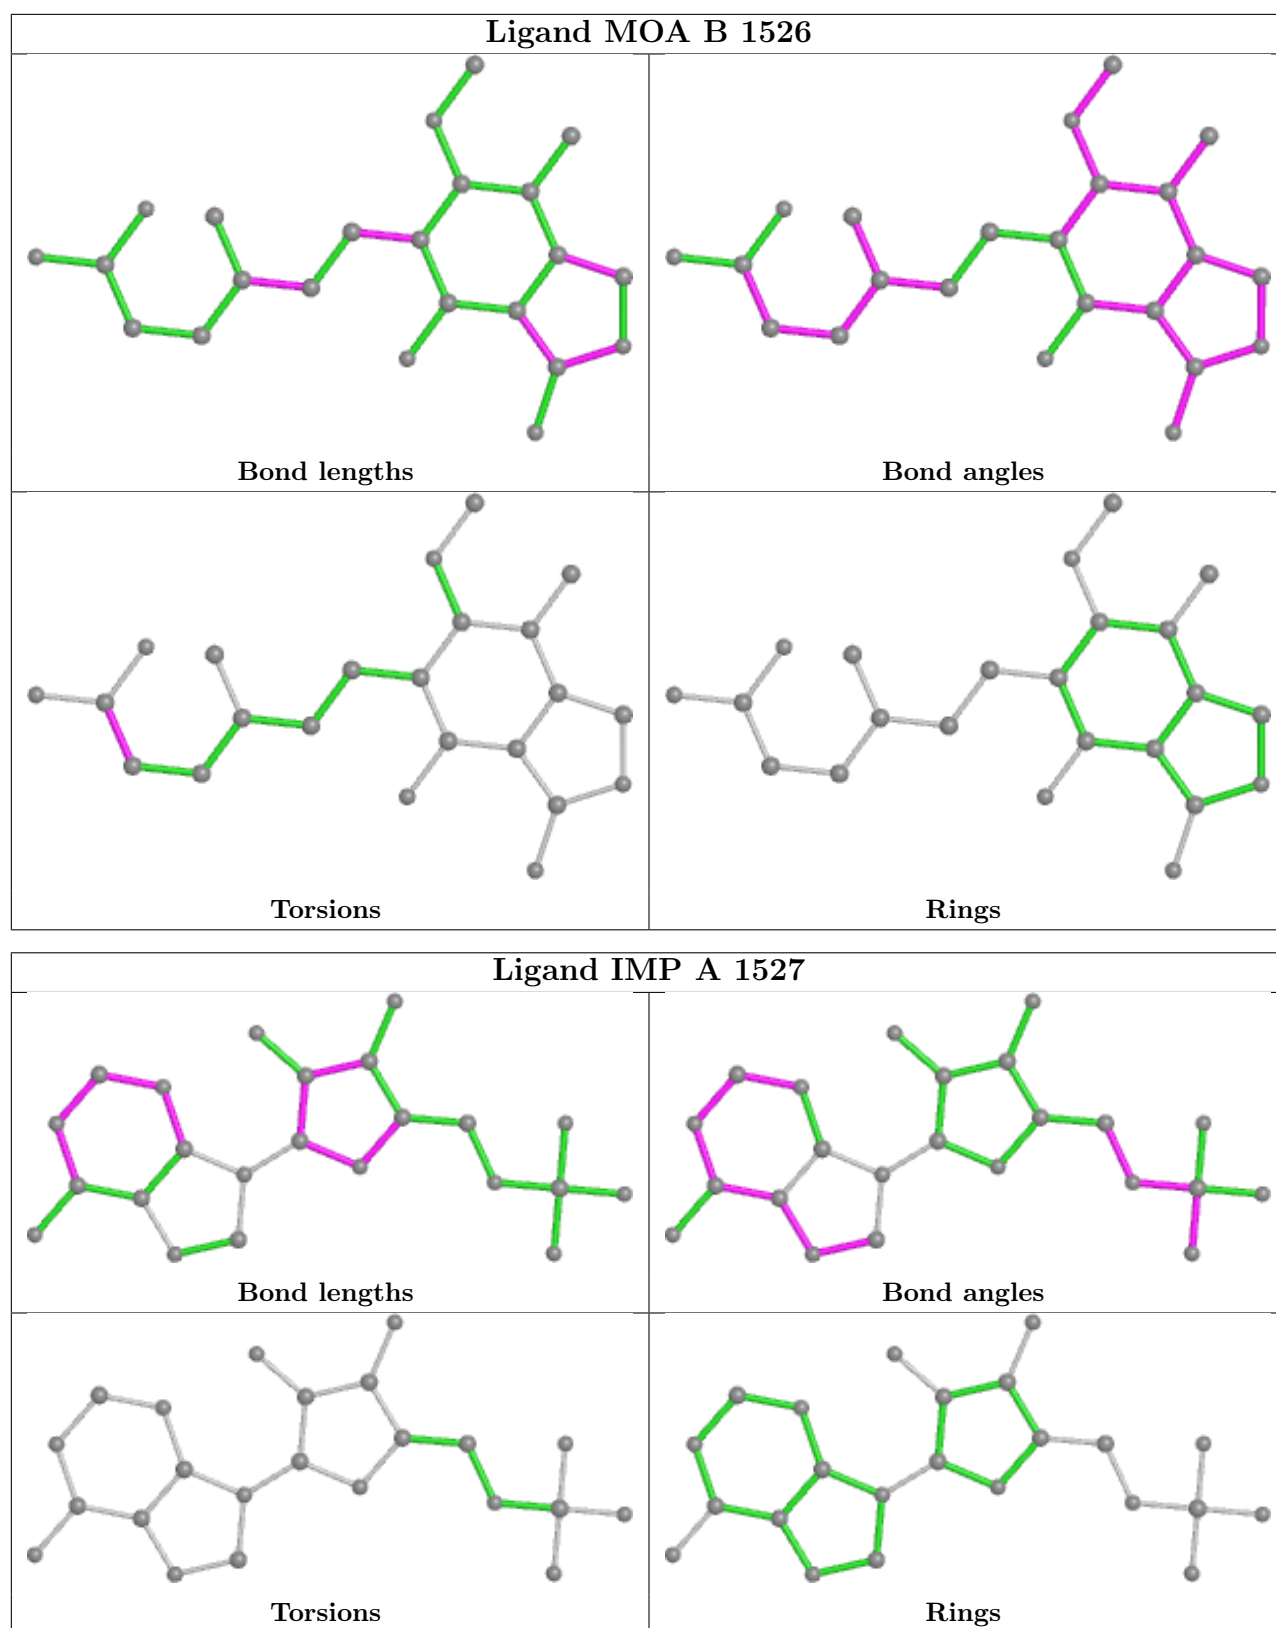 Ligand MOA B 1526
Bond lengths
Bond angles
Torsions
Rings
Ligand IMP A 1527
Bond lengths
Bond angles
Torsions
Rings